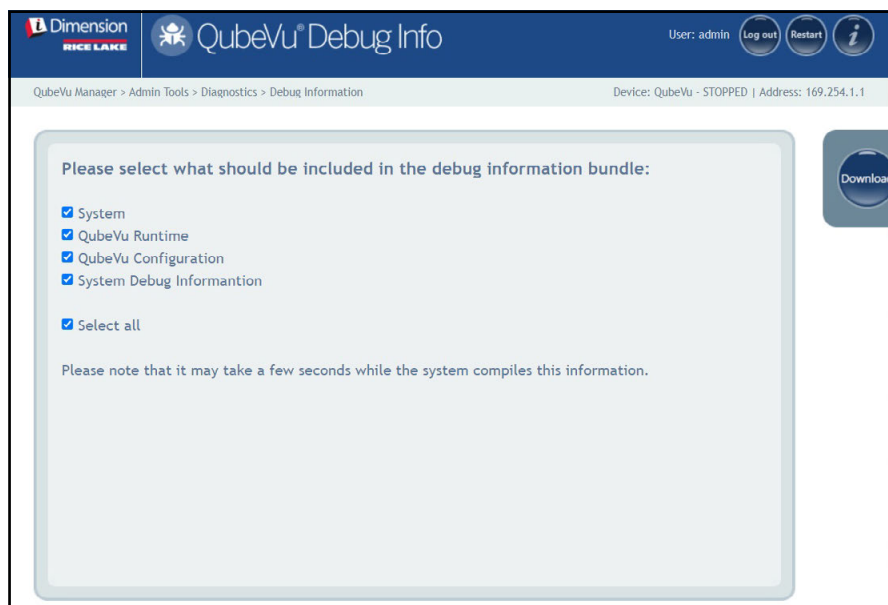 iDimension
RICE LAKE
QubeVu® Debug Info
User: admin
Log out
Restart
i
QubeVu Manager > Admin Tools > Diagnostics > Debug Information
Device: QubeVu - STOPPED | Address: 169.254.1.1
Please select what should be included in the debug information bundle:
System
QubeVu Runtime
QubeVu Configuration
System Debug Informantion
Select all
Please note that it may take a few seconds while the system compiles this information.
Downloa